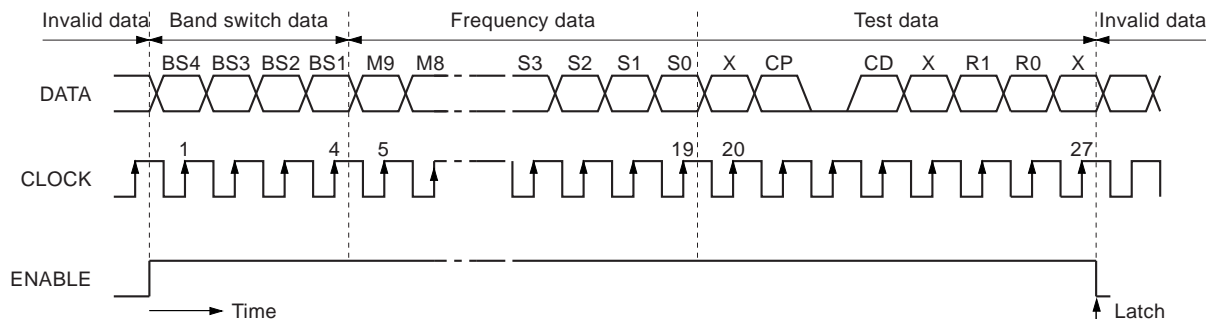 Invalid data Band switch data Frequency data Test data Invalid data
BS4 BS3 BS2 BS1 M9 M8 S3 S2 S1 S0 X CP CD X R1 R0 X
DATA
1 4 5 19 20 27
CLOCK
ENABLE
Time Latch